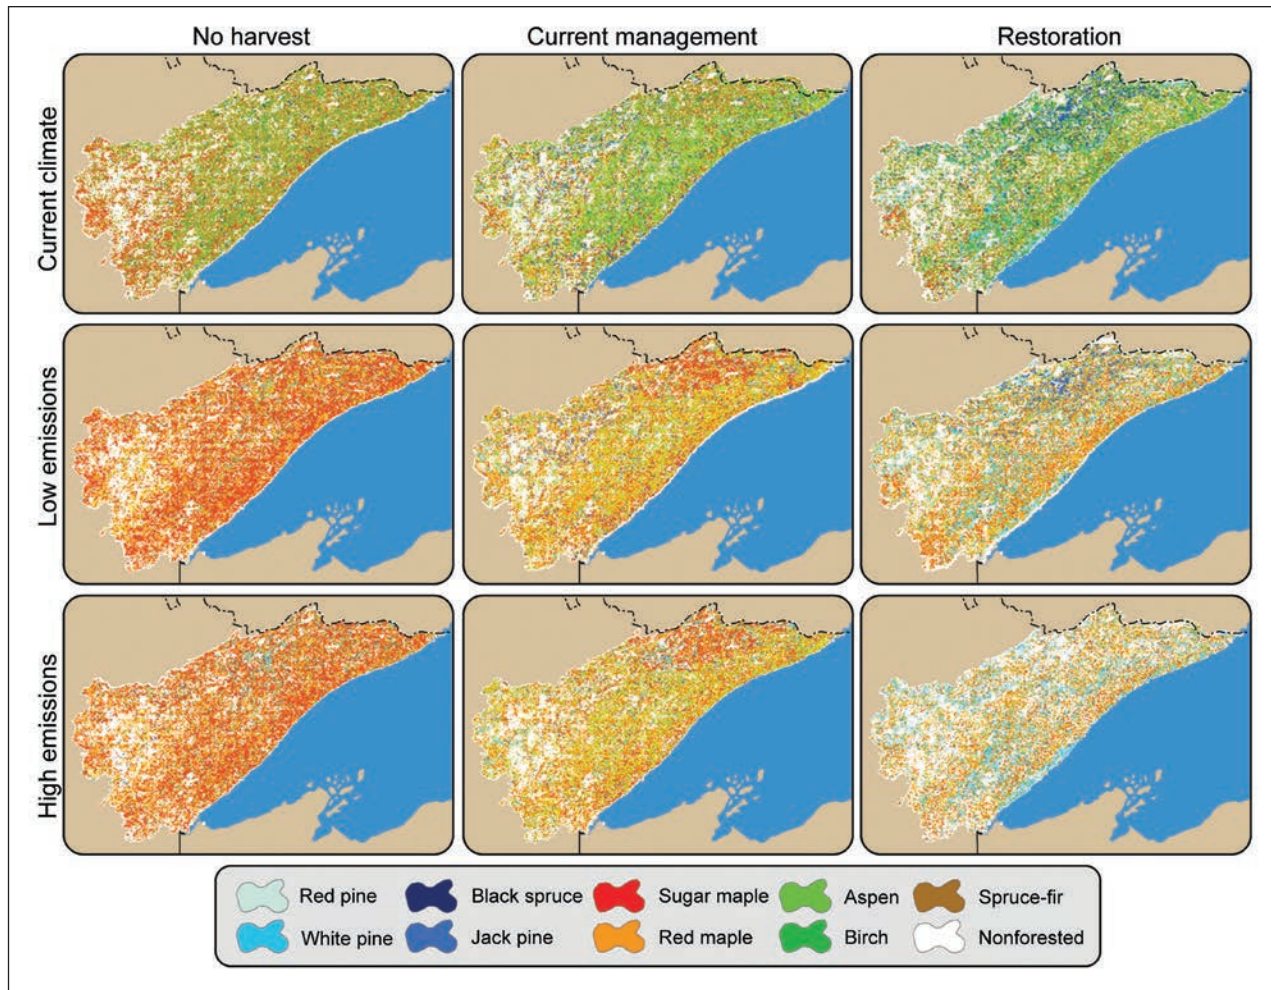 No harvest
Current management
Restoration
Current climate
Low emissions
High emissions
Red pine
Black spruce
Sugar maple
Aspen
Spruce-fir
White pine
Jack pine
Red maple
Birch
Nonforested